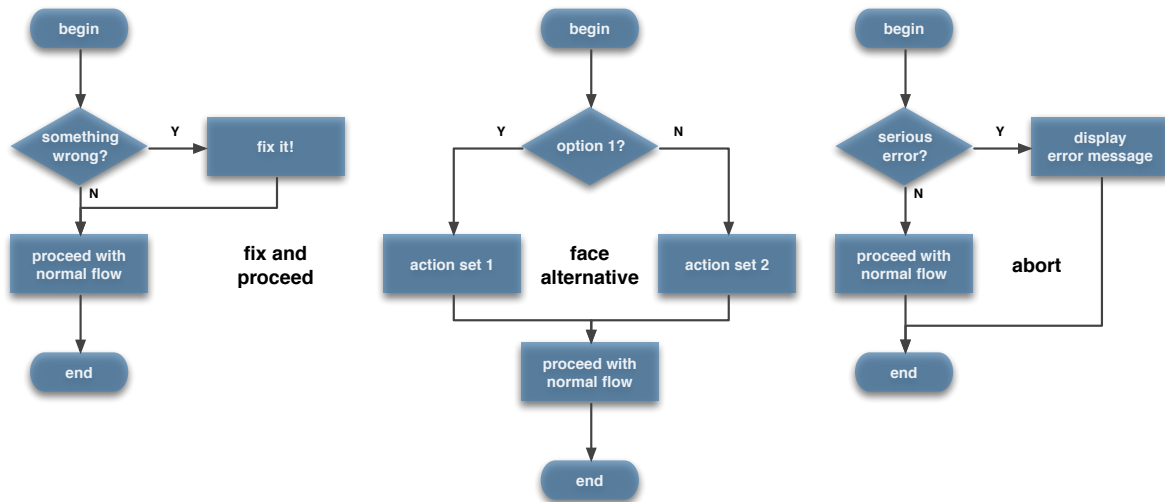 begin
something
wrong?
Y
fix it!
N
proceed with
normal flow
fix and
proceed
end
begin
option 1?
Y
N
action set 1
face
alternative
action set 2
proceed with
normal flow
end
begin
serious
error?
Y
display
error message
N
proceed with
normal flow
abort
end